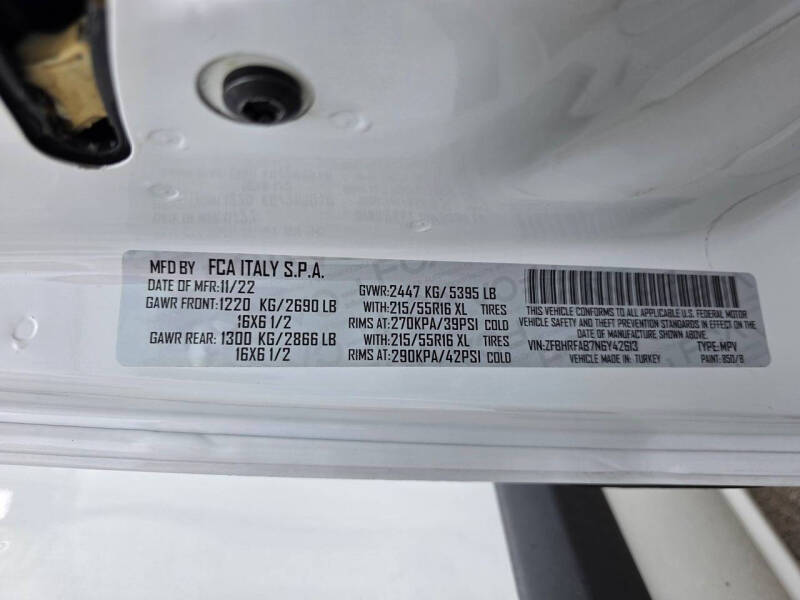 MFD BY FCA ITALY S.P.A.
DATE OF MFR: 11/22 GVWR: 2447 KG/ 5395 LB
GAWR FRONT: 1220 KG/2690 LB WITH: 215/55R16 XL TIRES
16X6 1/2 RIMS AT: 270KPA/39PSI COLD
GAWR REAR: 1300 KG/2866 LB WITH: 215/55R16 XL TIRES
16X6 1/2 RIMS AT: 290KPA/42PSI COLD
THIS VEHICLE CONFORMS TO ALL APPLICABLE U.S. FEDERAL MOTOR
VEHICLE SAFETY AND THEFT PREVENTION STANDARDS IN EFFECT ON
DATE OF MANUFACTURE SHOWN ABOVE.
VIN: ZFBHRFAB7N6Y42613 TYPE: MPV
VEHICLE MADE IN: TURKEY PAINT: 850/B